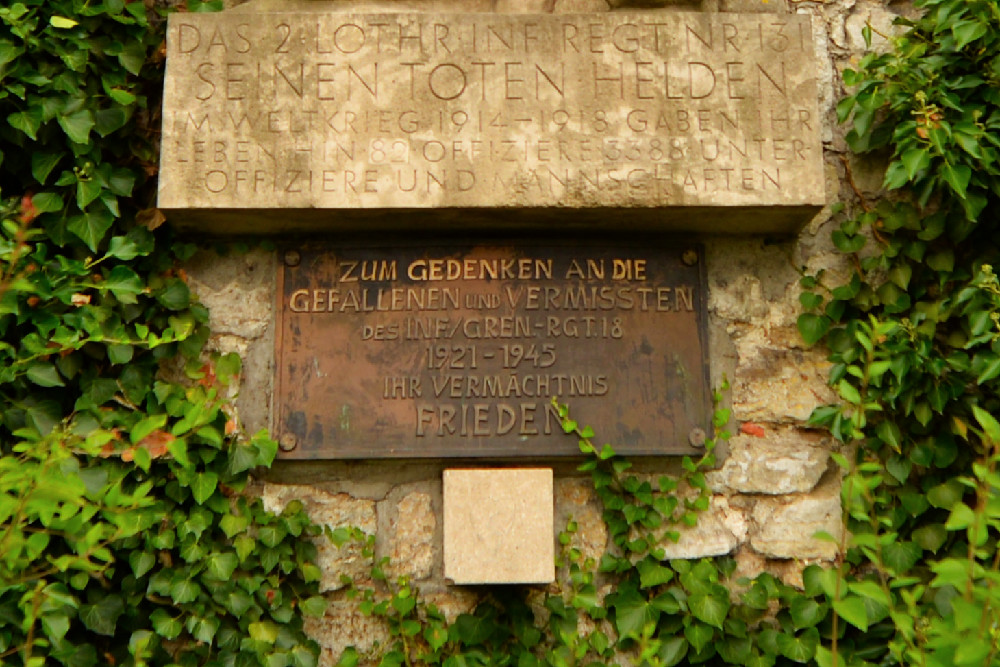 DAS 2. LOTHR INF REGT NR 131
SEINEN TOTEN HELDEN
IM WELTKRIEG 1914–1918 GABEN IHR
LEBEN HIN 82 OFFIZIERE 3388 UNTER-
OFFIZIERE UND MANNSCHAFTEN
ZUM GEDENKEN AN DIE
GEFALLENEN UND VERMISSTEN
DES INF/GREN-RGT. 18
1921 - 1945
IHR VERMÄCHTNIS
FRIEDEN